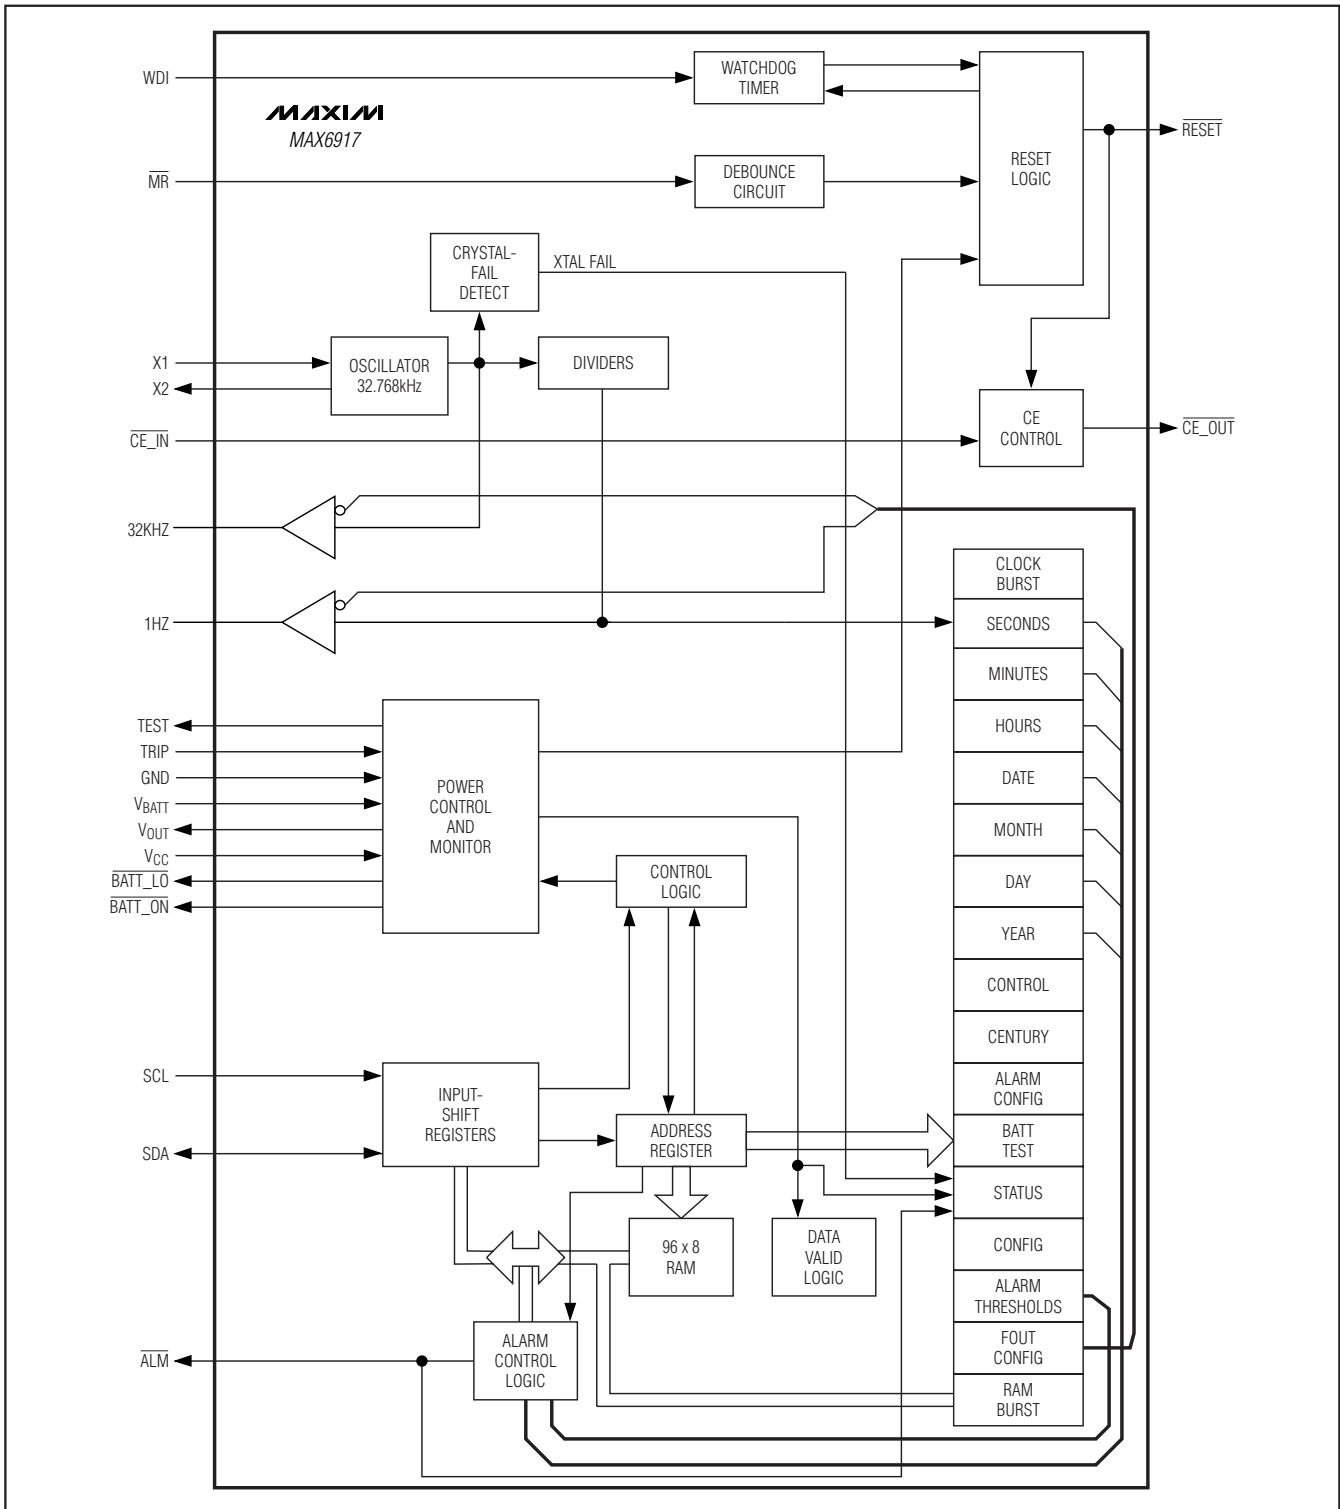 WDI
WATCHDOG
TIMER
MAXIM
MAX6917
RESET
RESET
LOGIC
MR
DEBOUNCE
CIRCUIT
CRYSTAL-
FAIL
DETECT
XTAL FAIL
X1
X2
OSCILLATOR
32.768kHz
DIVIDERS
CE_IN
CE
CONTROL
CE_OUT
32KHZ
1HZ
CLOCK
BURST
SECONDS
MINUTES
HOURS
DATE
MONTH
DAY
YEAR
CONTROL
CENTURY
ALARM
CONFIG
BATT
TEST
STATUS
CONFIG
ALARM
THRESHOLDS
FOUT
CONFIG
RAM
BURST
TEST
TRIP
GND
VBATT
VOUT
VCC
BATT_LO
BATT_ON
POWER
CONTROL
AND
MONITOR
CONTROL
LOGIC
SCL
SDA
INPUT-
SHIFT
REGISTERS
ADDRESS
REGISTER
96 x 8
RAM
DATA
VALID
LOGIC
ALM
ALARM
CONTROL
LOGIC